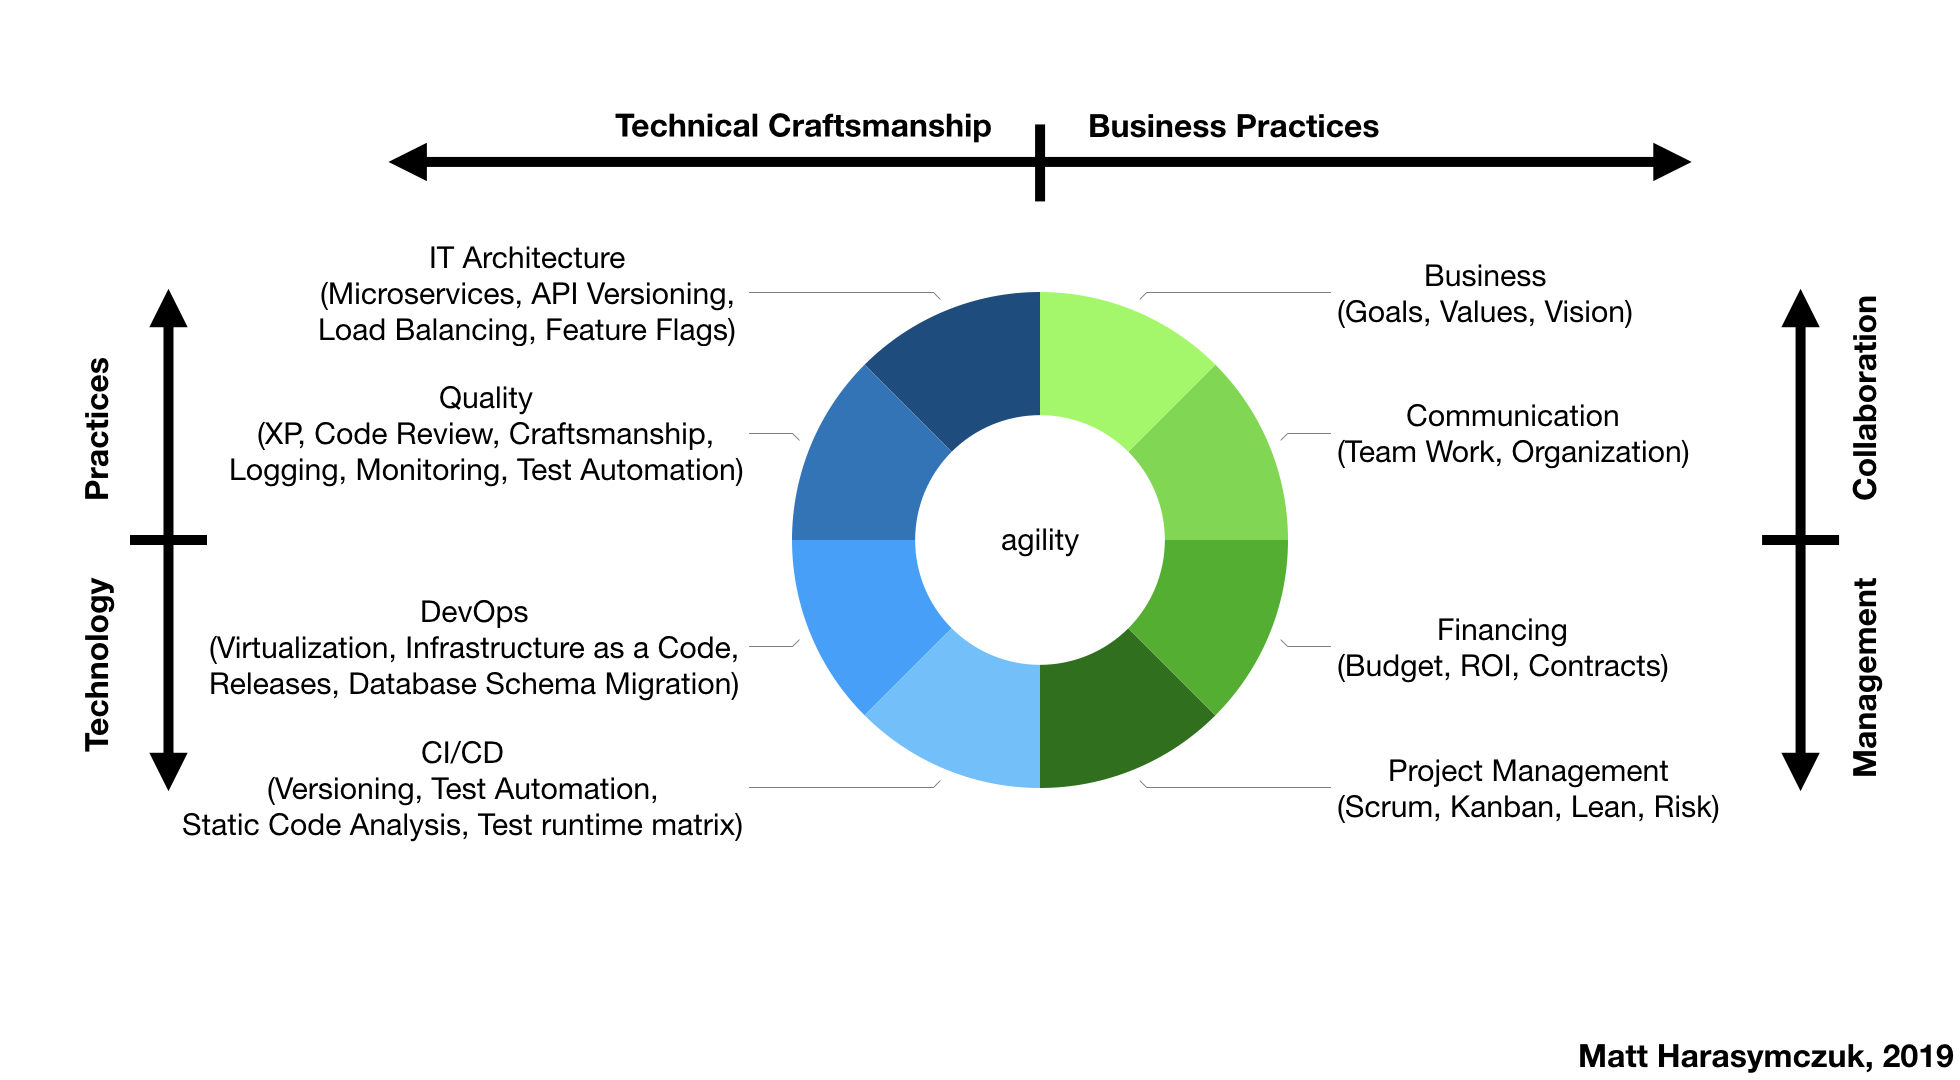 Technical Craftsmanship
Business Practices
IT Architecture
(Microservices, API Versioning,
Load Balancing, Feature Flags)
Quality
(XP, Code Review, Craftsmanship,
Logging, Monitoring, Test Automation)
DevOps
(Virtualization, Infrastructure as a Code,
Releases, Database Schema Migration)
CI/CD
(Versioning, Test Automation,
Static Code Analysis, Test runtime matrix)
Practices
Technology
agility
Business
(Goals, Values, Vision)
Communication
(Team Work, Organization)
Financing
(Budget, ROI, Contracts)
Project Management
(Scrum, Kanban, Lean, Risk)
Collaboration
Management
Matt Harasymczuk, 2019